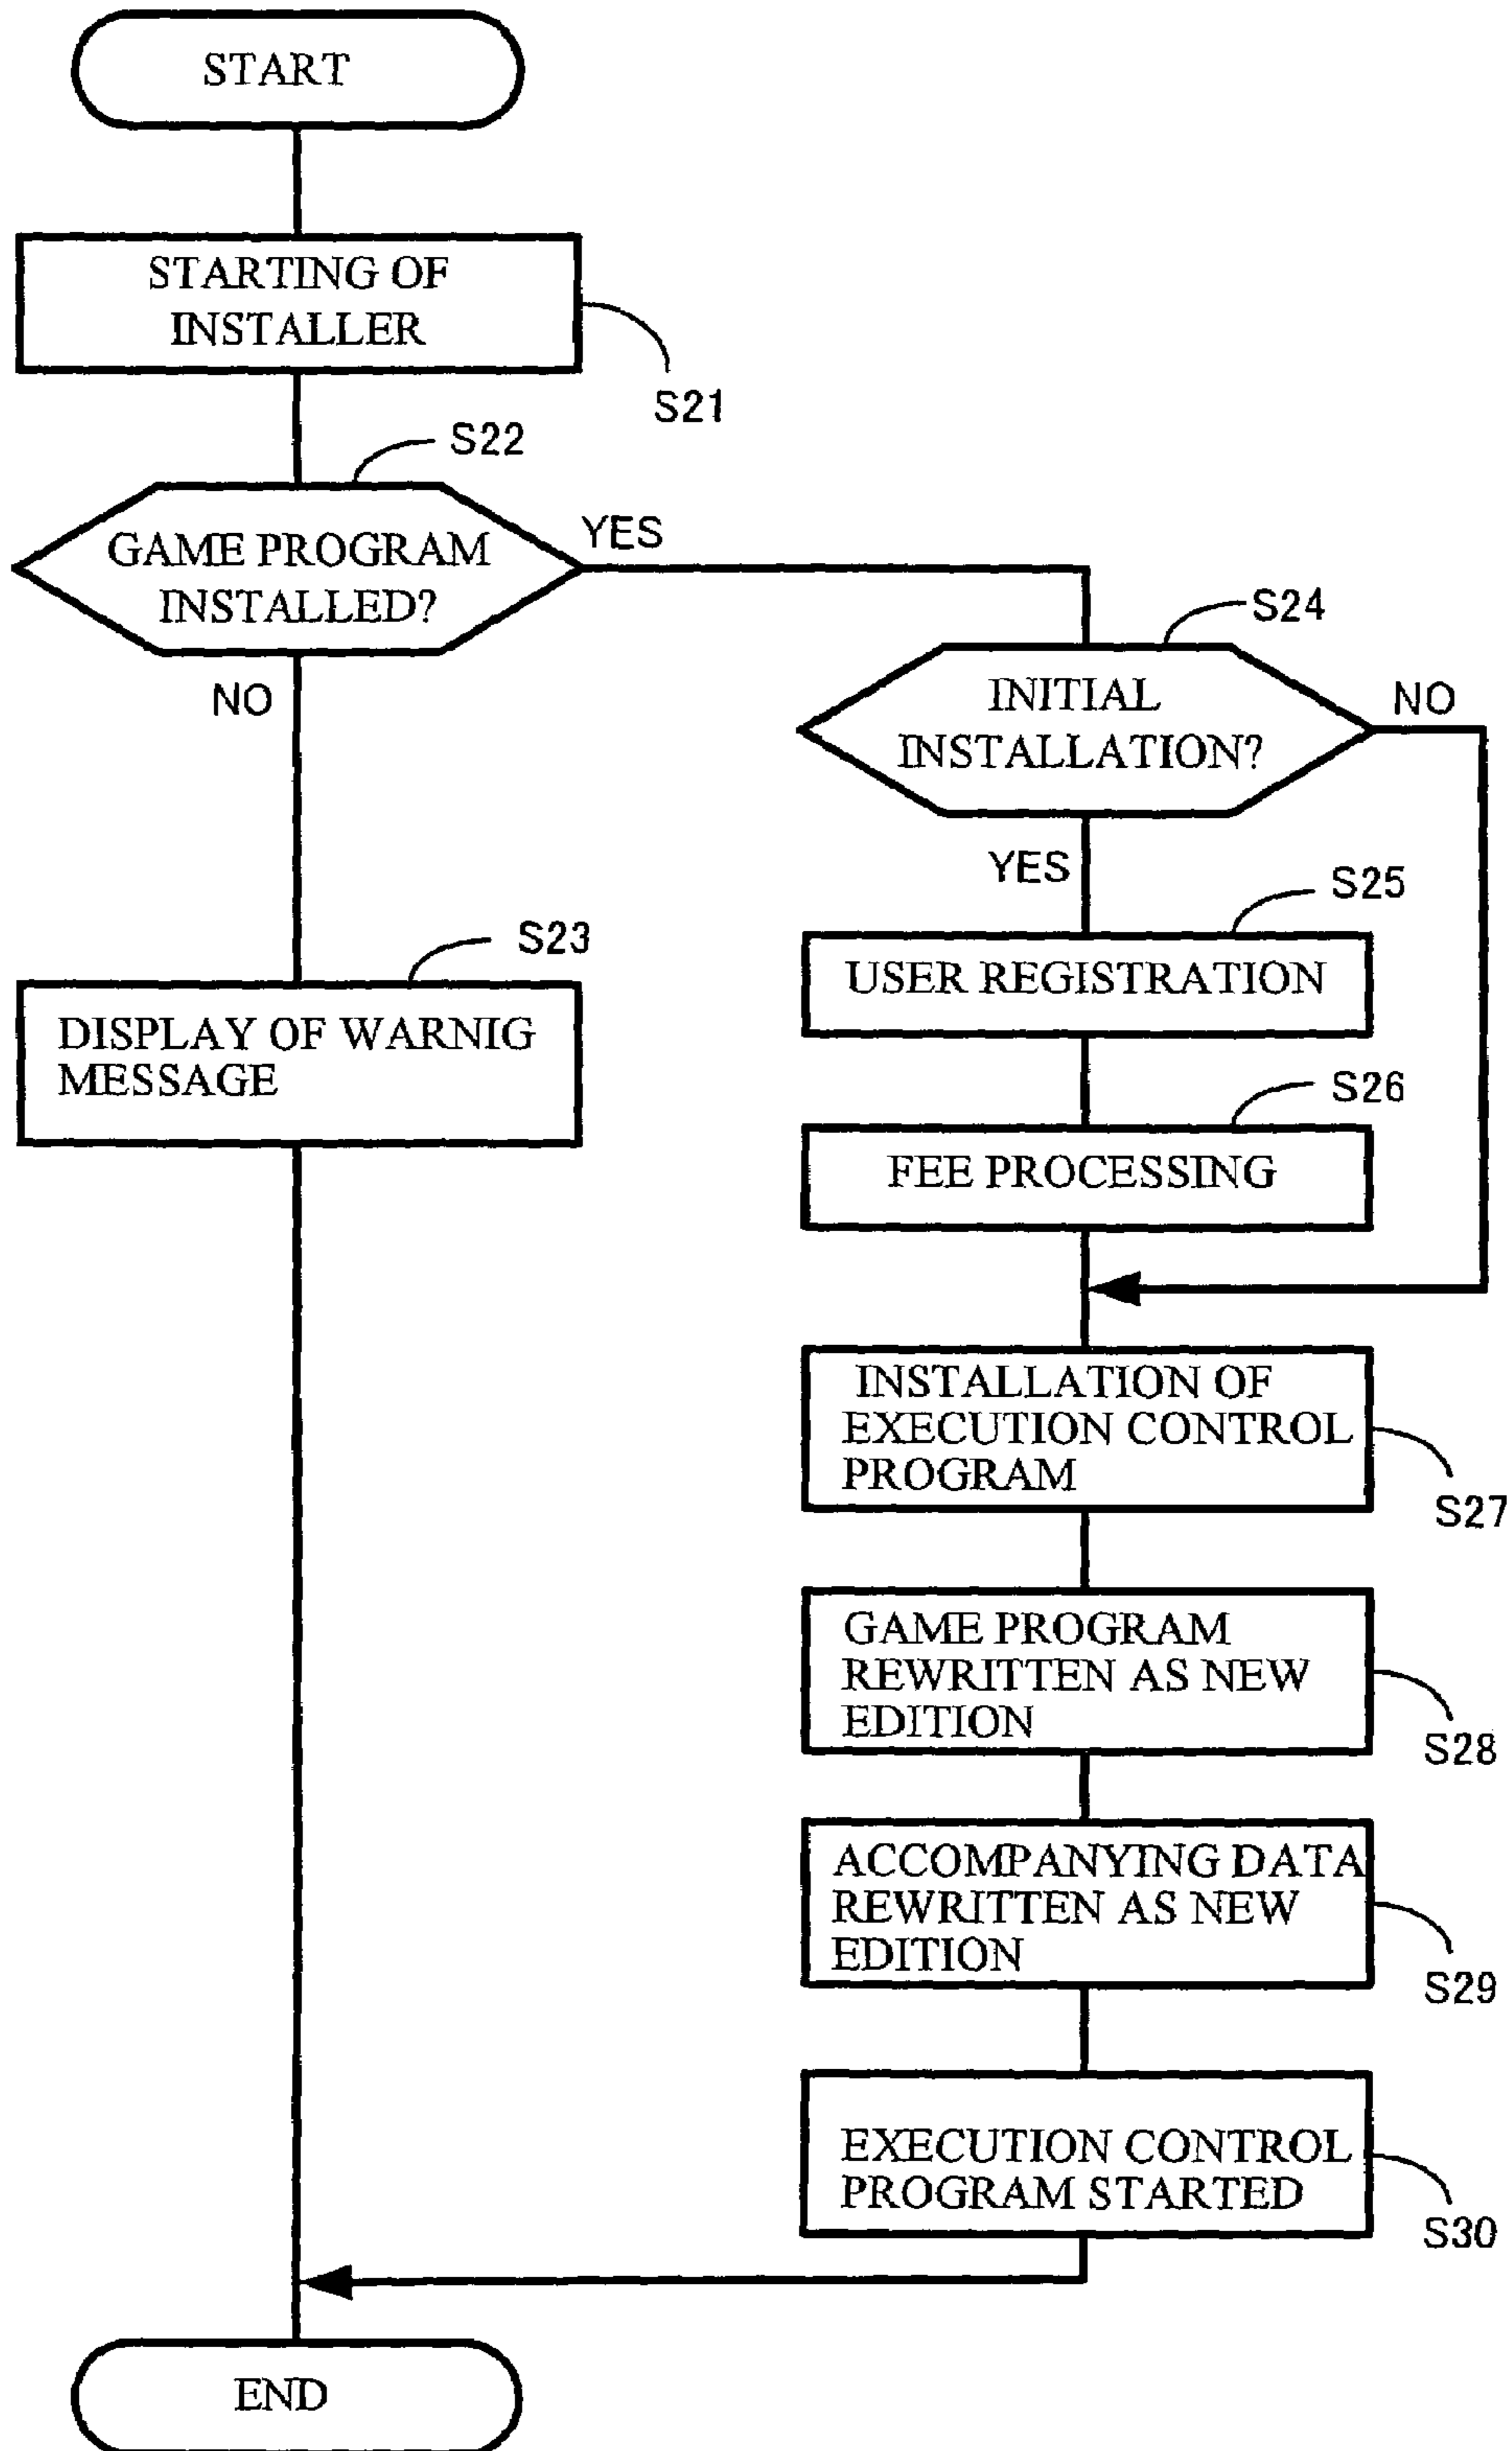 START
STARTING OF
INSTALLER
S21
S22
GAME PROGRAM
INSTALLED?
YES
NO
S23
DISPLAY OF WARNIG
MESSAGE
S24
INITIAL
INSTALLATION?
NO
YES
S25
USER REGISTRATION
S26
FEE PROCESSING
INSTALLATION OF
EXECUTION CONTROL
PROGRAM
S27
GAME PROGRAM
REWRITTEN AS NEW
EDITION
S28
ACCOMPANYING DATA
REWRITTEN AS NEW
EDITION
S29
EXECUTION CONTROL
PROGRAM STARTED
S30
END